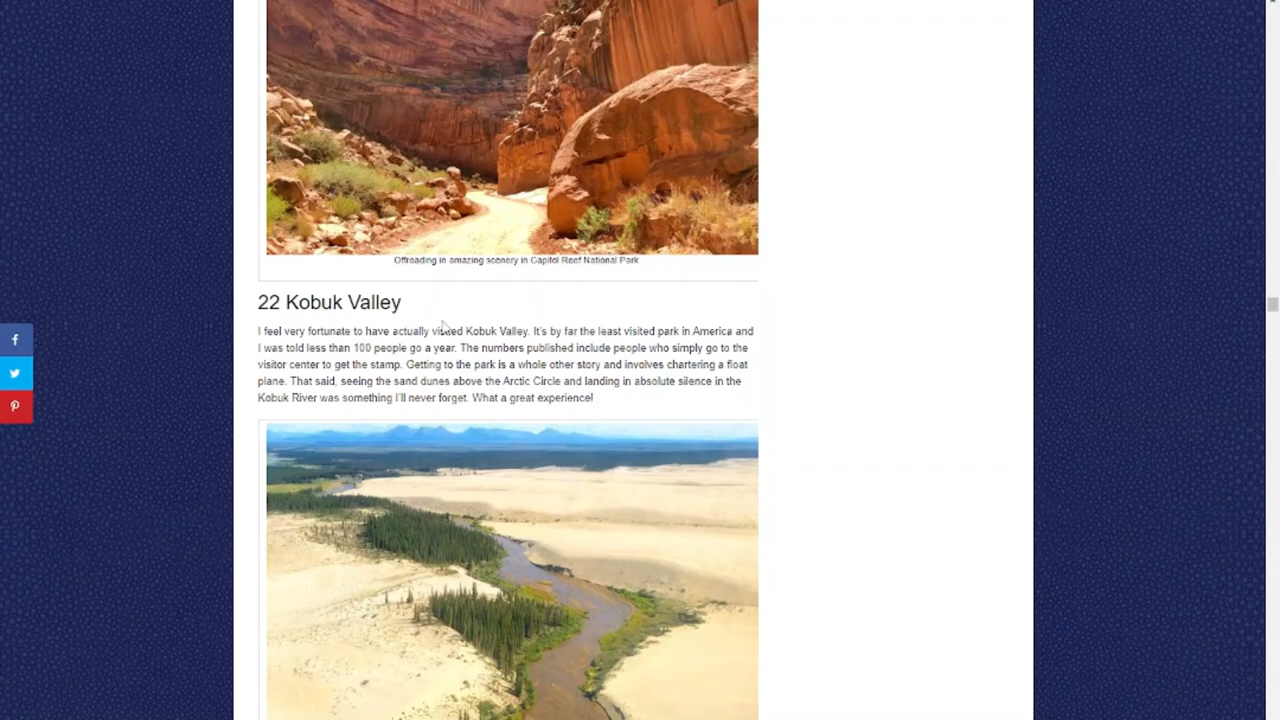 Offroading in amazing scenery in Capitol Reef National Park
22 Kobuk Valley
I feel very fortunate to have actually visited Kobuk Valley. It's by far the least visited park in America and
I was told less than 100 people go a year. The numbers published include people who simply go to the
visitor center to get the stamp. Getting to the park is a whole other story and involves chartering a float
plane. That said, seeing the sand dunes above the Arctic Circle and landing in absolute silence in the
Kobuk River was something I'll never forget. What a great experience!